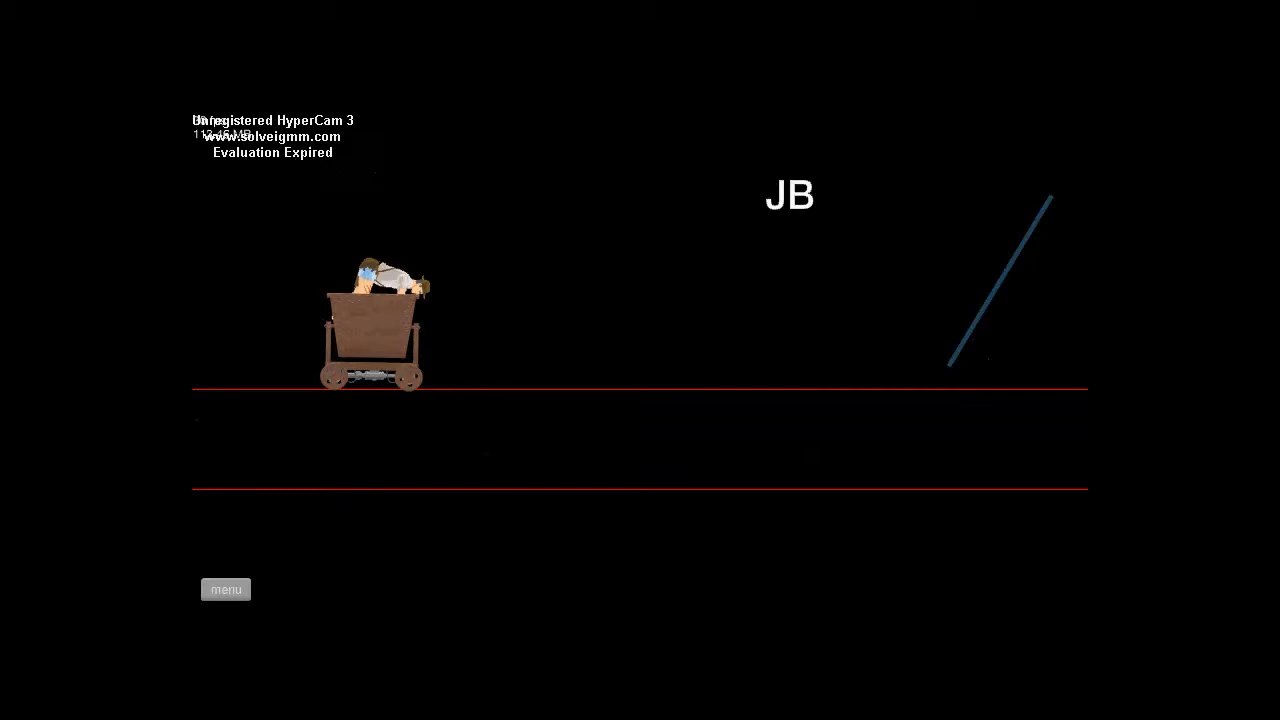 Unregistered HyperCam 3
www.solveigmm.com
Evaluation Expired
JB
menu